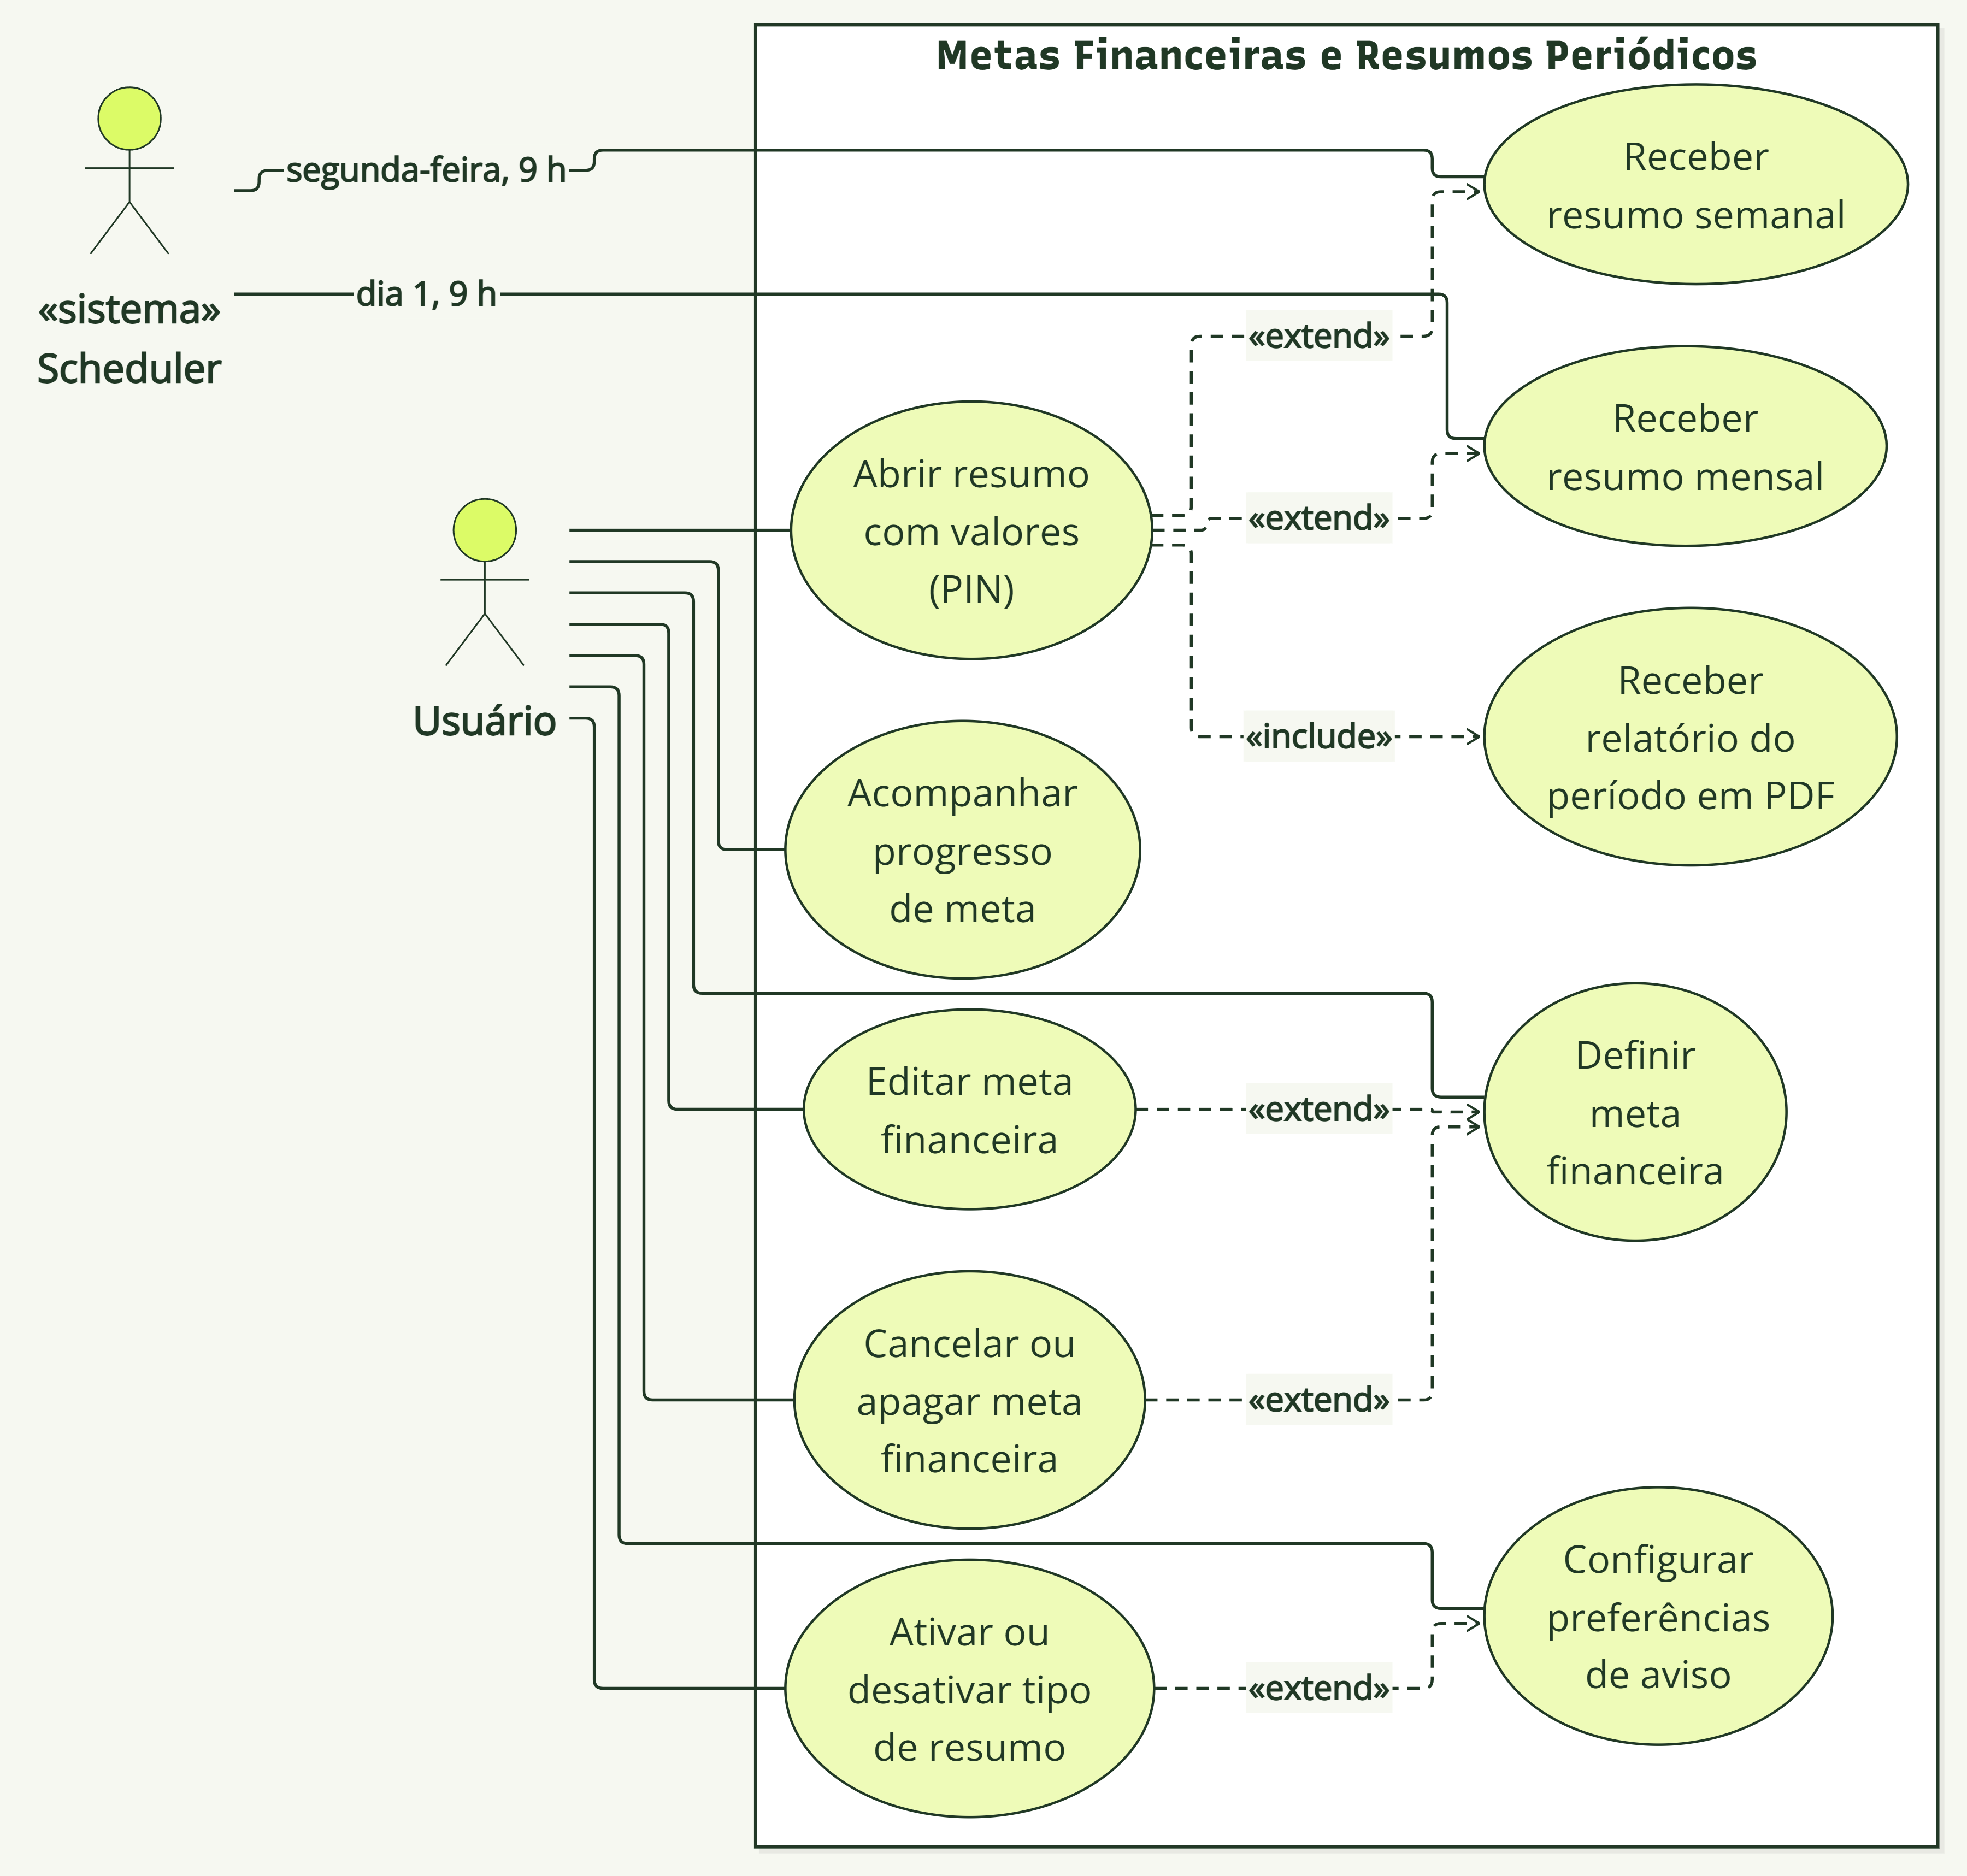 Metas Financeiras e Resumos Periódicos
segunda-feira, 9 h
Receber
resumo semanal
«sistema»
Scheduler
dia 1, 9 h
«extend»
Receber
resumo mensal
Abrir resumo
com valores
(PIN)
«extend»
Usuário
Receber
relatório do
período em PDF
«include»
Acompanhar
progresso
de meta
Editar meta
financeira
«extend»
Definir
meta
financeira
Cancelar ou
apagar meta
financeira
«extend»
Configurar
preferências
de aviso
Ativar ou
desativar tipo
de resumo
«extend»